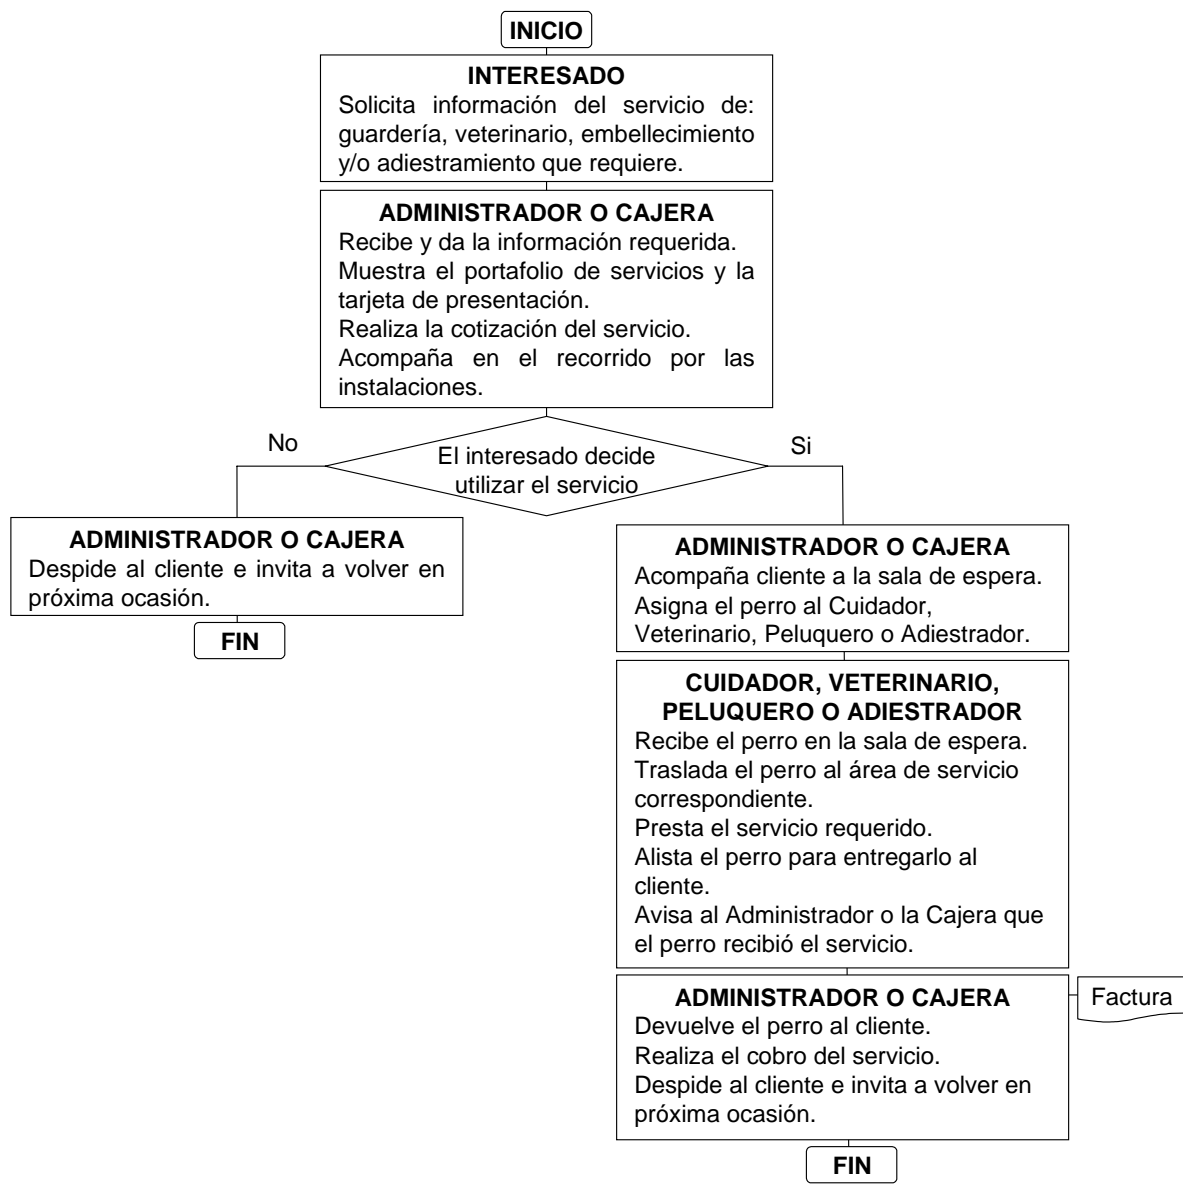 INICIO
INTERESADO
Solicita información del servicio de:
guardería, veterinario, embellecimiento
y/o adiestramiento que requiere.
ADMINISTRADOR O CAJERA
Recibe y da la información requerida.
Muestra el portafolio de servicios y la
tarjeta de presentación.
Realiza la cotización del servicio.
Acompaña en el recorrido por las
instalaciones.
El interesado decide
utilizar el servicio
No
ADMINISTRADOR O CAJERA
Despide al cliente e invita a volver en
próxima ocasión.
FIN
Si
ADMINISTRADOR O CAJERA
Acompaña cliente a la sala de espera.
Asigna el perro al Cuidador,
Veterinario, Peluquero o Adiestrador.
CUIDADOR, VETERINARIO,
PELUQUERO O ADIESTRADOR
Recibe el perro en la sala de espera.
Traslada el perro al área de servicio
correspondiente.
Presta el servicio requerido.
Alista el perro para entregarlo al
cliente.
Avisa al Administrador o la Cajera que
el perro recibió el servicio.
ADMINISTRADOR O CAJERA
Devuelve el perro al cliente.
Realiza el cobro del servicio.
Despide al cliente e invita a volver en
próxima ocasión.
Factura
FIN